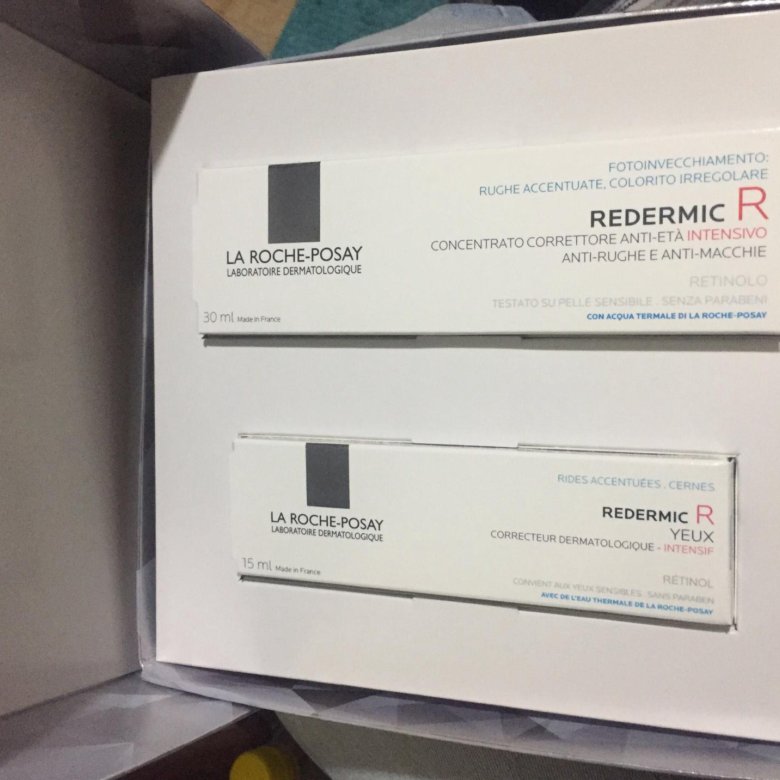 FOTOINVECCHIAMENTO:
RUGHE ACCENTUATE, COLORITO IRREGOLARE
REDERMIC R
CONCENTRATO CORRETTORE ANTI-ETÀ INTENSIVO
ANTI-RUGHE E ANTI-MACCHIE
LA ROCHE-POSAY
LABORATOIRE DERMATOLOGIQUE
RETINOLO
TESTATO SU PELLE SENSIBILE . SENZA PARABENI
CON ACQUA TERMALE DI LA ROCHE-POSAY
30 ml Made in France
RIDES ACCENTUÉES . CERNES
REDERMIC R
YEUX
CORRECTEUR DERMATOLOGIQUE - INTENSIF
LA ROCHE-POSAY
LABORATOIRE DERMATOLOGIQUE
RÉTINOL
CONVIENT AUX YEUX SENSIBLES . SANS PARABEN
AVEC DE L'EAU THERMALE DE LA ROCHE-POSAY
15 ml Made in France